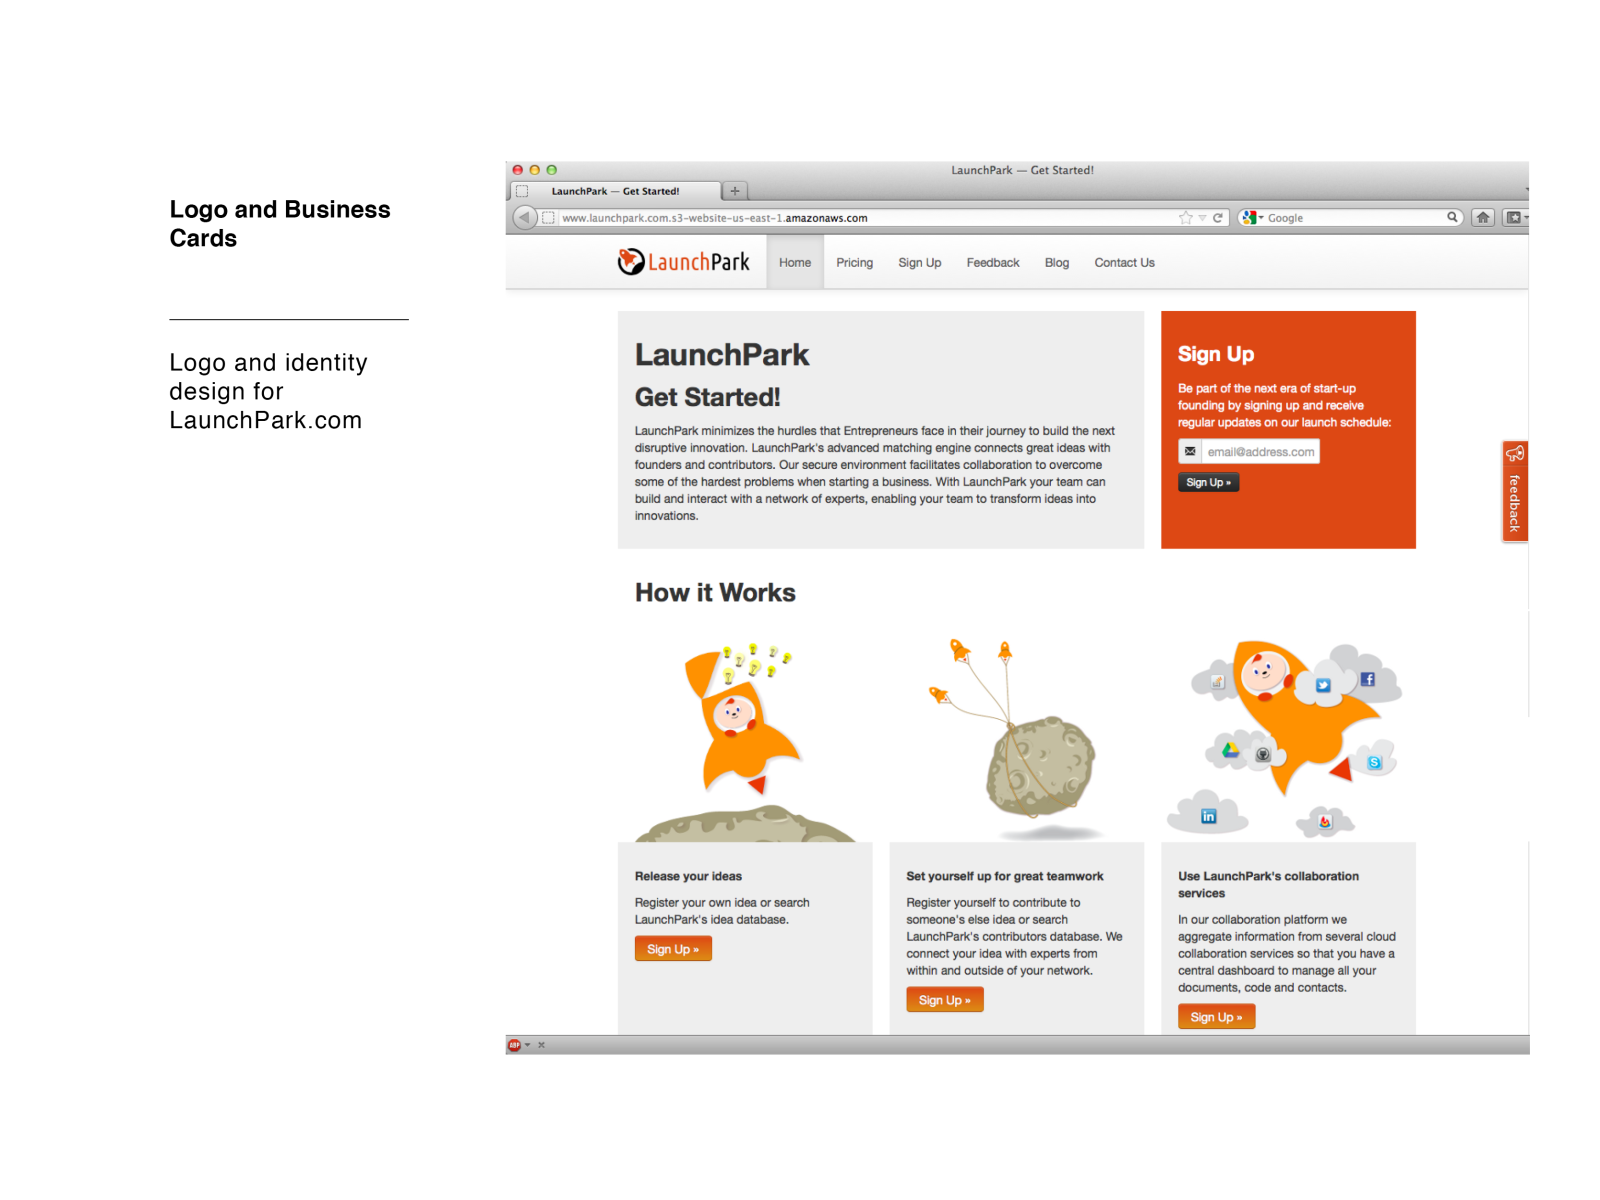 Logo and Business
Cards
Logo and identity
design for
LaunchPark.com
LaunchPark — Get Started!
LaunchPark — Get Started!
www.launchpark.com.s3-website-us-east-1.amazonaws.com
Google
LaunchPark
Home
Pricing
Sign Up
Feedback
Blog
Contact Us
LaunchPark
Get Started!
LaunchPark minimizes the hurdles that Entrepreneurs face in their journey to build the next
disruptive innovation. LaunchPark's advanced matching engine connects great ideas with
founders and contributors. Our secure environment facilitates collaboration to overcome
some of the hardest problems when starting a business. With LaunchPark your team can
build and interact with a network of experts, enabling your team to transform ideas into
innovations.
Sign Up
Be part of the next era of start-up
founding by signing up and receive
regular updates on our launch schedule:
email@address.com
Sign Up »
feedback
How it Works
Release your ideas
Register your own idea or search
LaunchPark's idea database.
Sign Up »
Set yourself up for great teamwork
Register yourself to contribute to
someone's else idea or search
LaunchPark's contributors database. We
connect your idea with experts from
within and outside of your network.
Sign Up »
Use LaunchPark's collaboration
services
In our collaboration platform we
aggregate information from several cloud
collaboration services so that you have a
central dashboard to manage all your
documents, code and contacts.
Sign Up »
ABP